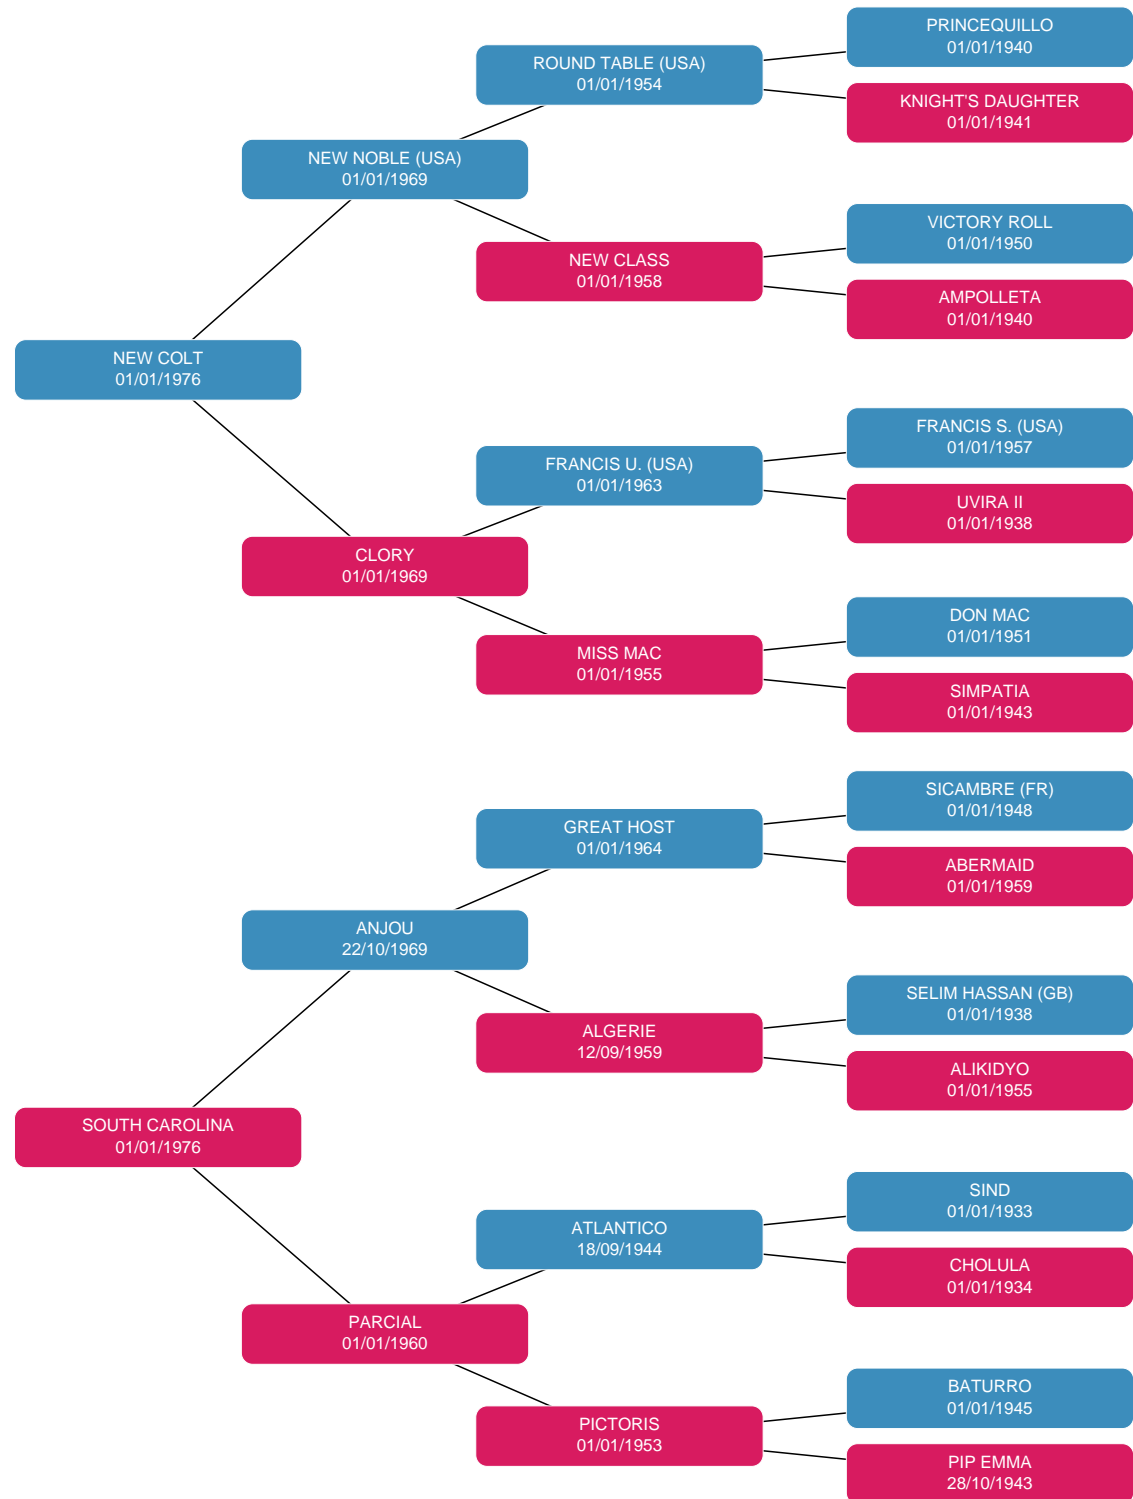 PRINCEQUILLO
01/01/1940
ROUND TABLE (USA)
01/01/1954
KNIGHT'S DAUGHTER
01/01/1941
NEW NOBLE (USA)
01/01/1969
VICTORY ROLL
01/01/1950
NEW CLASS
01/01/1958
AMPOLLETA
01/01/1940
NEW COLT
01/01/1976
FRANCIS S. (USA)
01/01/1957
FRANCIS U. (USA)
01/01/1963
UVIRA II
01/01/1938
CLORY
01/01/1969
DON MAC
01/01/1951
MISS MAC
01/01/1955
SIMPATIA
01/01/1943
SICAMBRE (FR)
01/01/1948
GREAT HOST
01/01/1964
ABERMAID
01/01/1959
ANJOU
22/10/1969
SELIM HASSAN (GB)
01/01/1938
ALGERIE
12/09/1959
ALIKIDYO
01/01/1955
SOUTH CAROLINA
01/01/1976
SIND
01/01/1933
ATLANTICO
18/09/1944
CHOLULA
01/01/1934
PARCIAL
01/01/1960
BATURRO
01/01/1945
PICTORIS
01/01/1953
PIP EMMA
28/10/1943